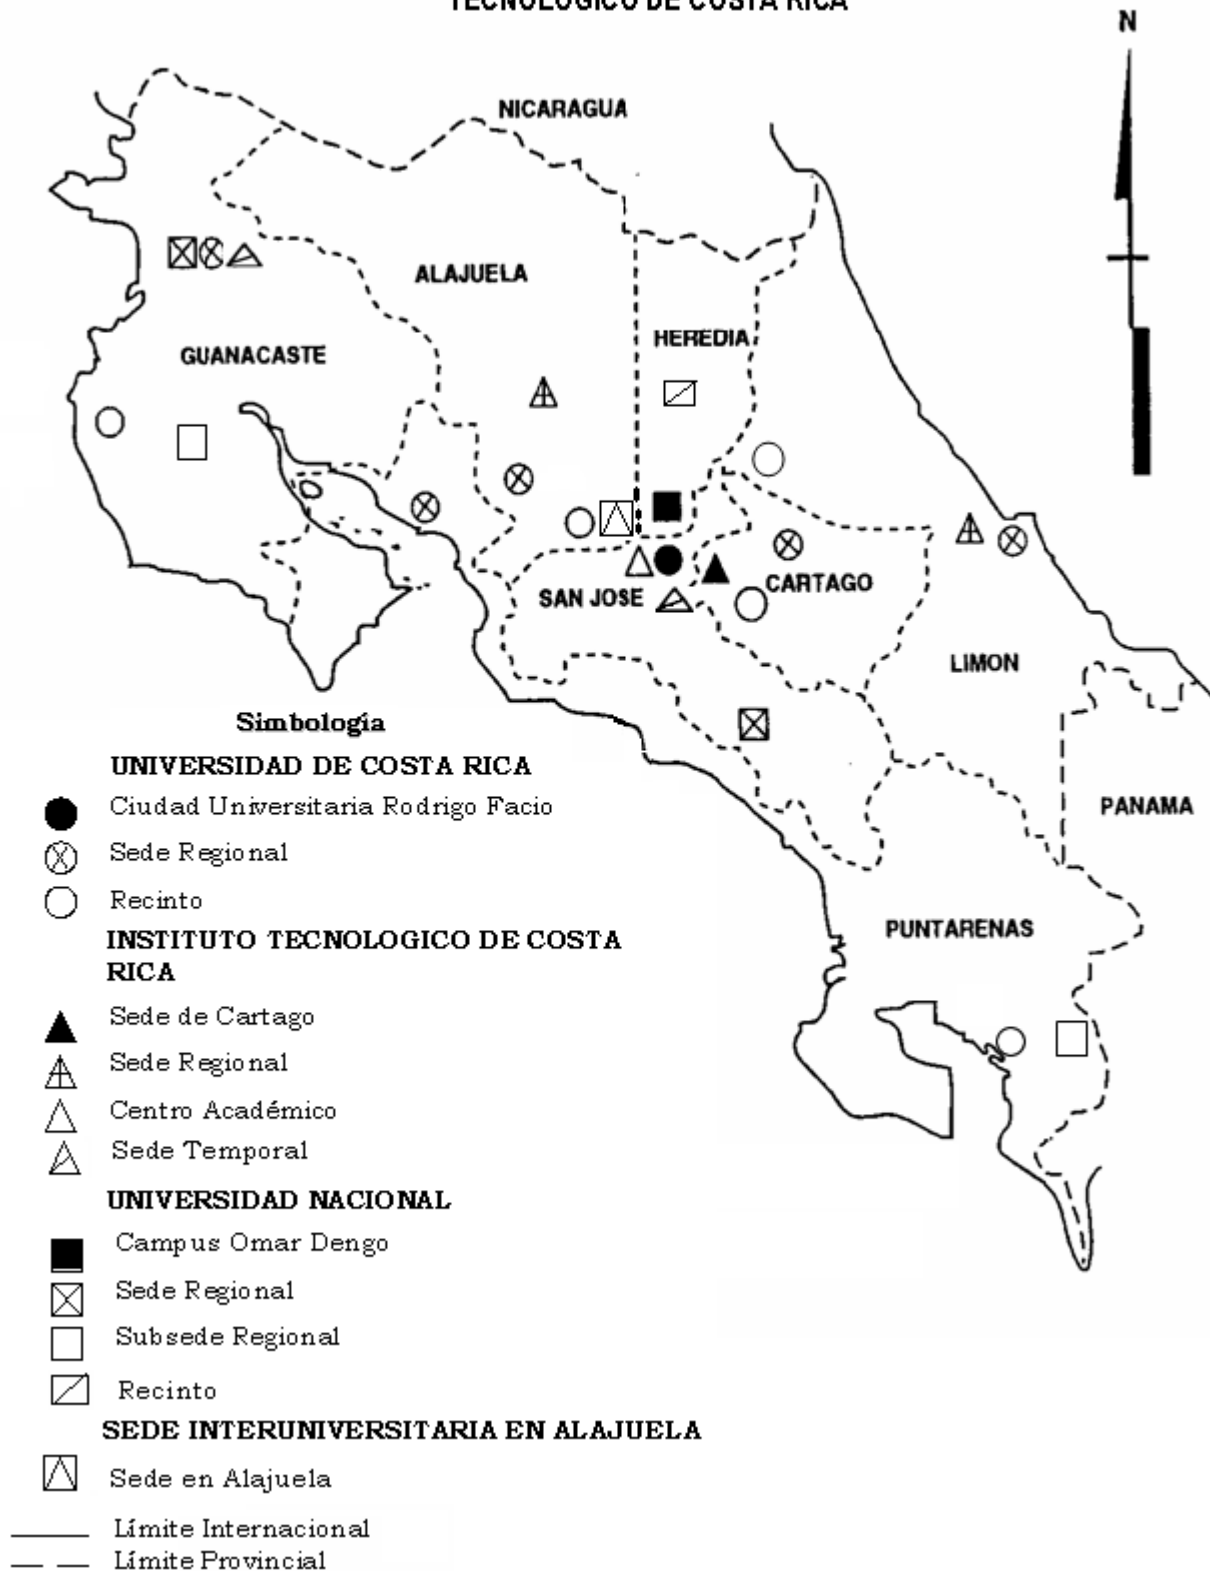 TECNOLOGICO DE COSTA RICA
N
NICARAGUA
ALAJUELA
HEREDIA
GUANACASTE
SAN JOSE
CARTAGO
LIMON
PANAMA
PUNTARENAS
Simbología
UNIVERSIDAD DE COSTA RICA
Ciudad Universitaria Rodrigo Facio
Sede Regional
Recinto
INSTITUTO TECNOLOGICO DE COSTA
RICA
Sede de Cartago
Sede Regional
Centro Académico
Sede Temporal
UNIVERSIDAD NACIONAL
Campus Omar Dengo
Sede Regional
Subsede Regional
Recinto
SEDE INTERUNIVERSITARIA EN ALAJUELA
Sede en Alajuela
Límite Internacional
Límite Provincial